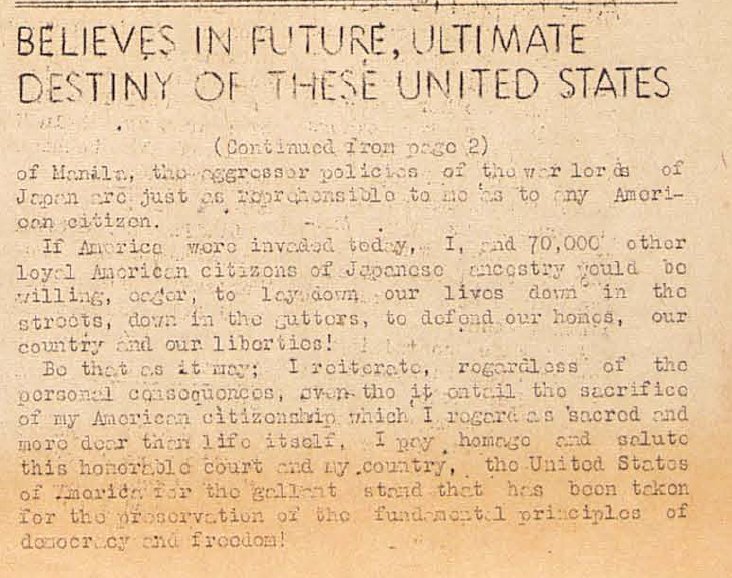 BELIEVES IN FUTURE, ULTIMATE
DESTINY OF THESE UNITED STATES
(Continued from page 2)
of Manila, the aggressor policies of the war lords of
Japan are just as reprehensible to me as to any Ameri-
can citizen.
If America were invaded today, I, and 70,000 other
loyal American citizens of Japanese ancestry would be
willing, eager, to lay down our lives down in the
streets, down in the gutters, to defend our homes, our
country and our liberties!
Be that as it may; I reiterate, regardless of the
personal consequences, even tho it entail the sacrifice
of my American citizenship which I regard as sacred and
more dear than life itself, I pay homage and salute
this honorable court and my country, the United States
of America for the gallant stand that has been taken
for the preservation of the fundamental principles of
democracy and freedom!